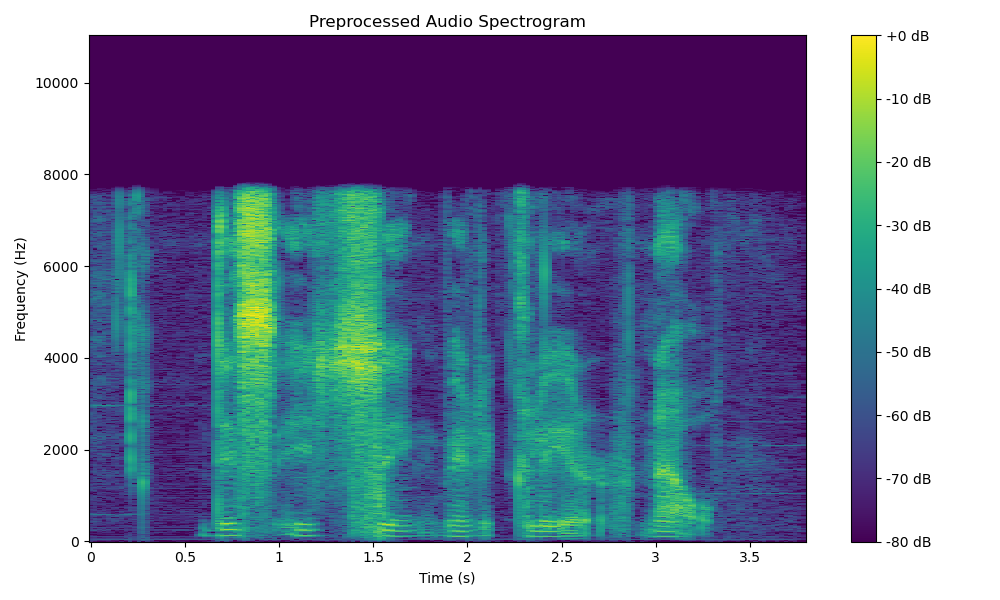 Preprocessed Audio Spectrogram
Frequency (Hz)
10000
8000
6000
4000
2000
0
0 0.5 1 1.5 2 2.5 3 3.5
Time (s)
+0 dB
-10 dB
-20 dB
-30 dB
-40 dB
-50 dB
-60 dB
-70 dB
-80 dB